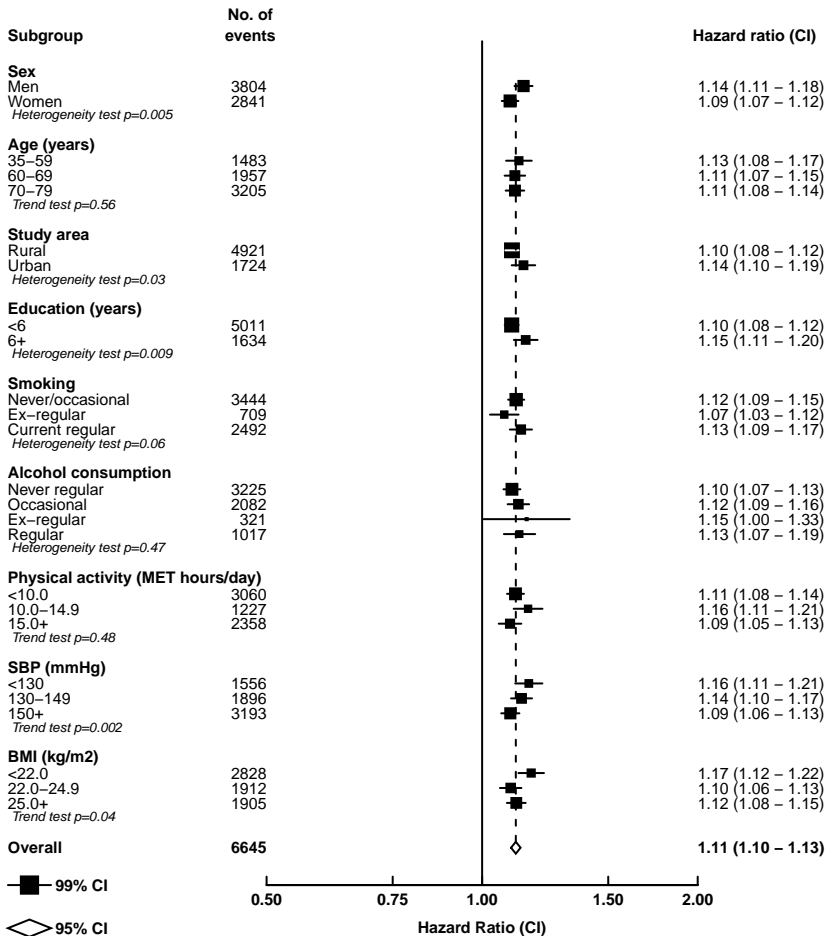 Subgroup No. of events Hazard ratio (CI)
Sex
Men 3804 1.14 (1.11 – 1.18)
Women 2841 1.09 (1.07 – 1.12)
Heterogeneity test p=0.005
Age (years)
35–59 1483 1.13 (1.08 – 1.17)
60–69 1957 1.11 (1.07 – 1.15)
70–79 3205 1.11 (1.08 – 1.14)
Trend test p=0.56
Study area
Rural 4921 1.10 (1.08 – 1.12)
Urban 1724 1.14 (1.10 – 1.19)
Heterogeneity test p=0.03
Education (years)
<6 5011 1.10 (1.08 – 1.12)
6+ 1634 1.15 (1.11 – 1.20)
Heterogeneity test p=0.009
Smoking
Never/occasional 3444 1.12 (1.09 – 1.15)
Ex–regular 709 1.07 (1.03 – 1.12)
Current regular 2492 1.13 (1.09 – 1.17)
Heterogeneity test p=0.06
Alcohol consumption
Never regular 3225 1.10 (1.07 – 1.13)
Occasional 2082 1.12 (1.09 – 1.16)
Ex–regular 321 1.15 (1.00 – 1.33)
Regular 1017 1.13 (1.07 – 1.19)
Heterogeneity test p=0.47
Physical activity (MET hours/day)
<10.0 3060 1.11 (1.08 – 1.14)
10.0–14.9 1227 1.16 (1.11 – 1.21)
15.0+ 2358 1.09 (1.05 – 1.13)
Trend test p=0.48
SBP (mmHg)
<130 1556 1.16 (1.11 – 1.21)
130–149 1896 1.14 (1.10 – 1.17)
150+ 3193 1.09 (1.06 – 1.13)
Trend test p=0.002
BMI (kg/m2)
<22.0 2828 1.17 (1.12 – 1.22)
22.0–24.9 1912 1.10 (1.06 – 1.13)
25.0+ 1905 1.12 (1.08 – 1.15)
Trend test p=0.04
Overall 6645 1.11 (1.10 – 1.13)
99% CI
0.50 0.75 1.00 1.50 2.00
95% CI
Hazard Ratio (CI)